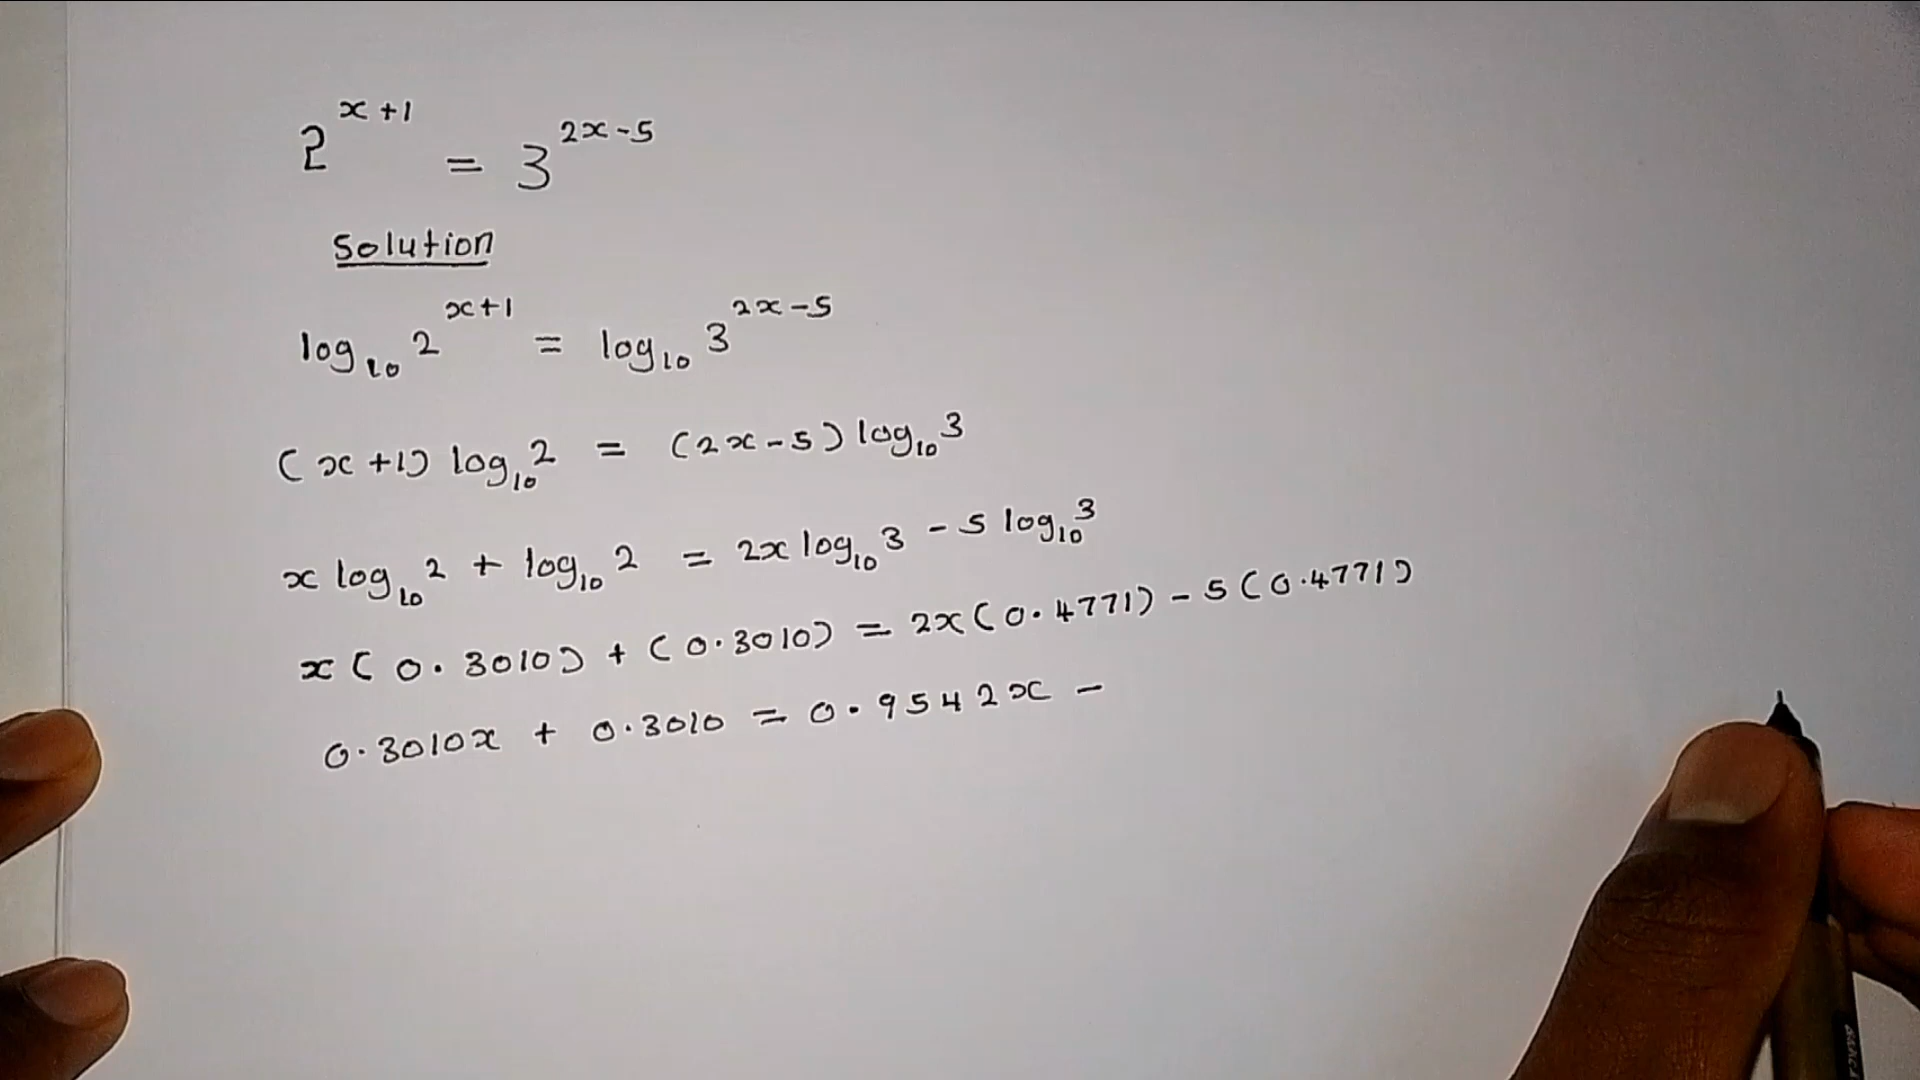 2^{x+1} = 3^{2x-5}
Solution
log₁₀ 2^{x+1} = log₁₀ 3^{2x-5}
(x+1) log₁₀ 2 = (2x-5) log₁₀ 3
x log₁₀ 2 + log₁₀ 2 = 2x log₁₀ 3 - 5 log₁₀ 3
x(0.3010) + (0.3010) = 2x(0.4771) - 5(0.4771)
0.3010x + 0.3010 = 0.9542x -